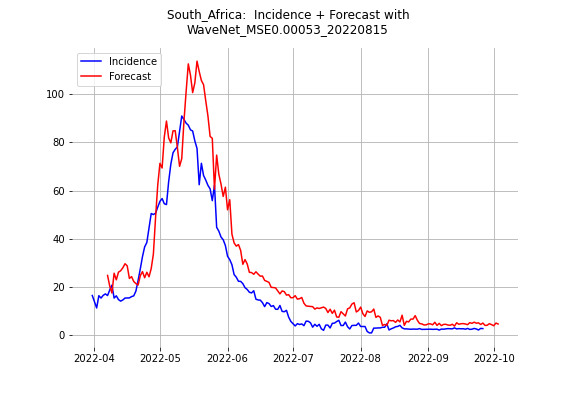 South_Africa:  Incidence + Forecast with
WaveNet_MSE0.00053_20220815
Incidence
Forecast
100
80
60
40
20
0
2022-04 2022-05 2022-06 2022-07 2022-08 2022-09 2022-10